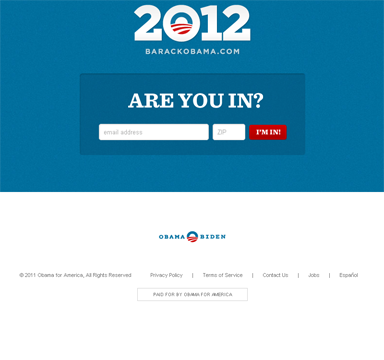 2012
BARACKOBAMA.COM
ARE YOU IN?
email address ZIP I'M IN!
OBAMA BIDEN
© 2011 Obama for America, All Rights Reserved Privacy Policy | Terms of Service | Contact Us | Jobs | Español
PAID FOR BY OBAMA FOR AMERICA